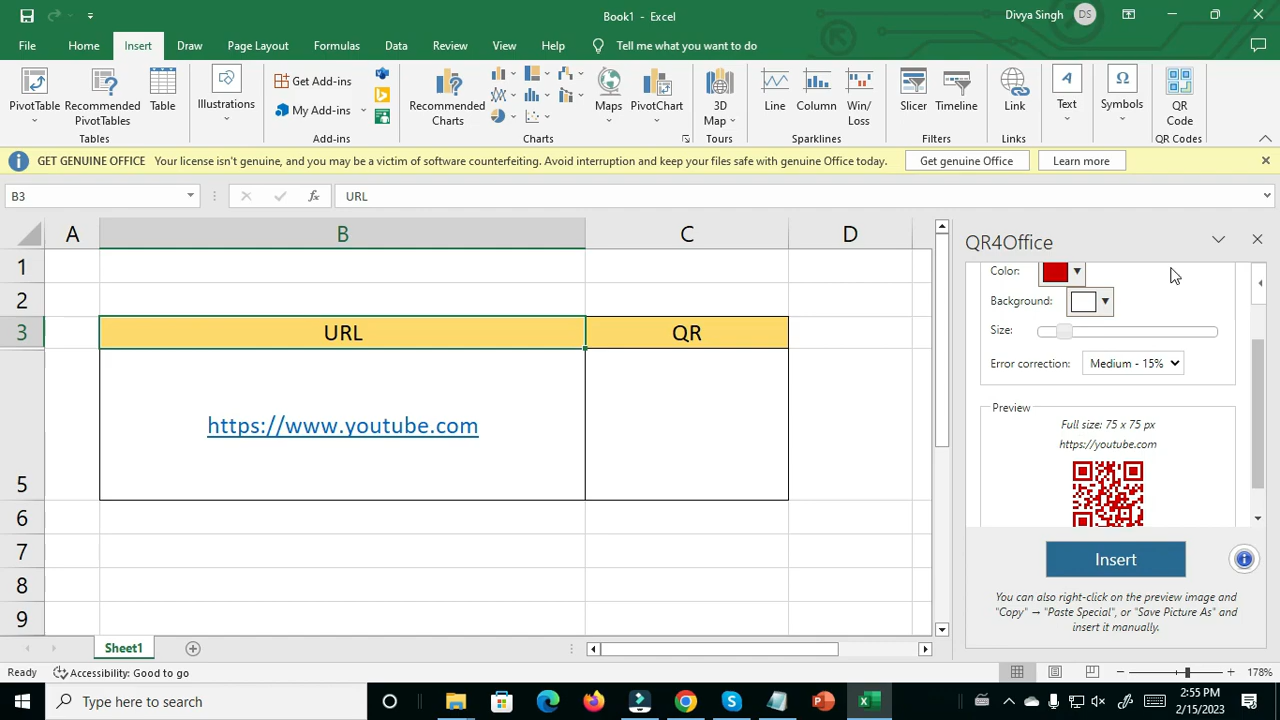 Book1 - Excel
Divya Singh DS
File Home Insert Draw Page Layout Formulas Data Review View Help Tell me what you want to do
PivotTable
Recommended
PivotTables
Table
Tables
Illustrations
Get Add-ins
My Add-ins
Add-ins
Recommended
Charts
Maps
PivotChart
Charts
3D
Map
Tours
Line
Column
Win/
Loss
Sparklines
Slicer
Timeline
Filters
Link
Links
Text
Symbols
QR
Code
QR Codes
GET GENUINE OFFICE Your license isn't genuine, and you may be a victim of software counterfeiting. Avoid interruption and keep your files safe with genuine Office today. Get genuine Office Learn more
B3 fx URL
A B C D
1
2
3 URL QR
https://www.youtube.com
5
6
7
8
9
QR4Office
Color:
Background:
Size:
Error correction: Medium - 15%
Preview
Full size: 75 x 75 px
https://youtube.com
Insert
You can also right-click on the preview image and
"Copy" → "Paste Special", or "Save Picture As" and
insert it manually.
Sheet1
Ready Accessibility: Good to go 178%
Type here to search
2:55 PM
2/15/2023